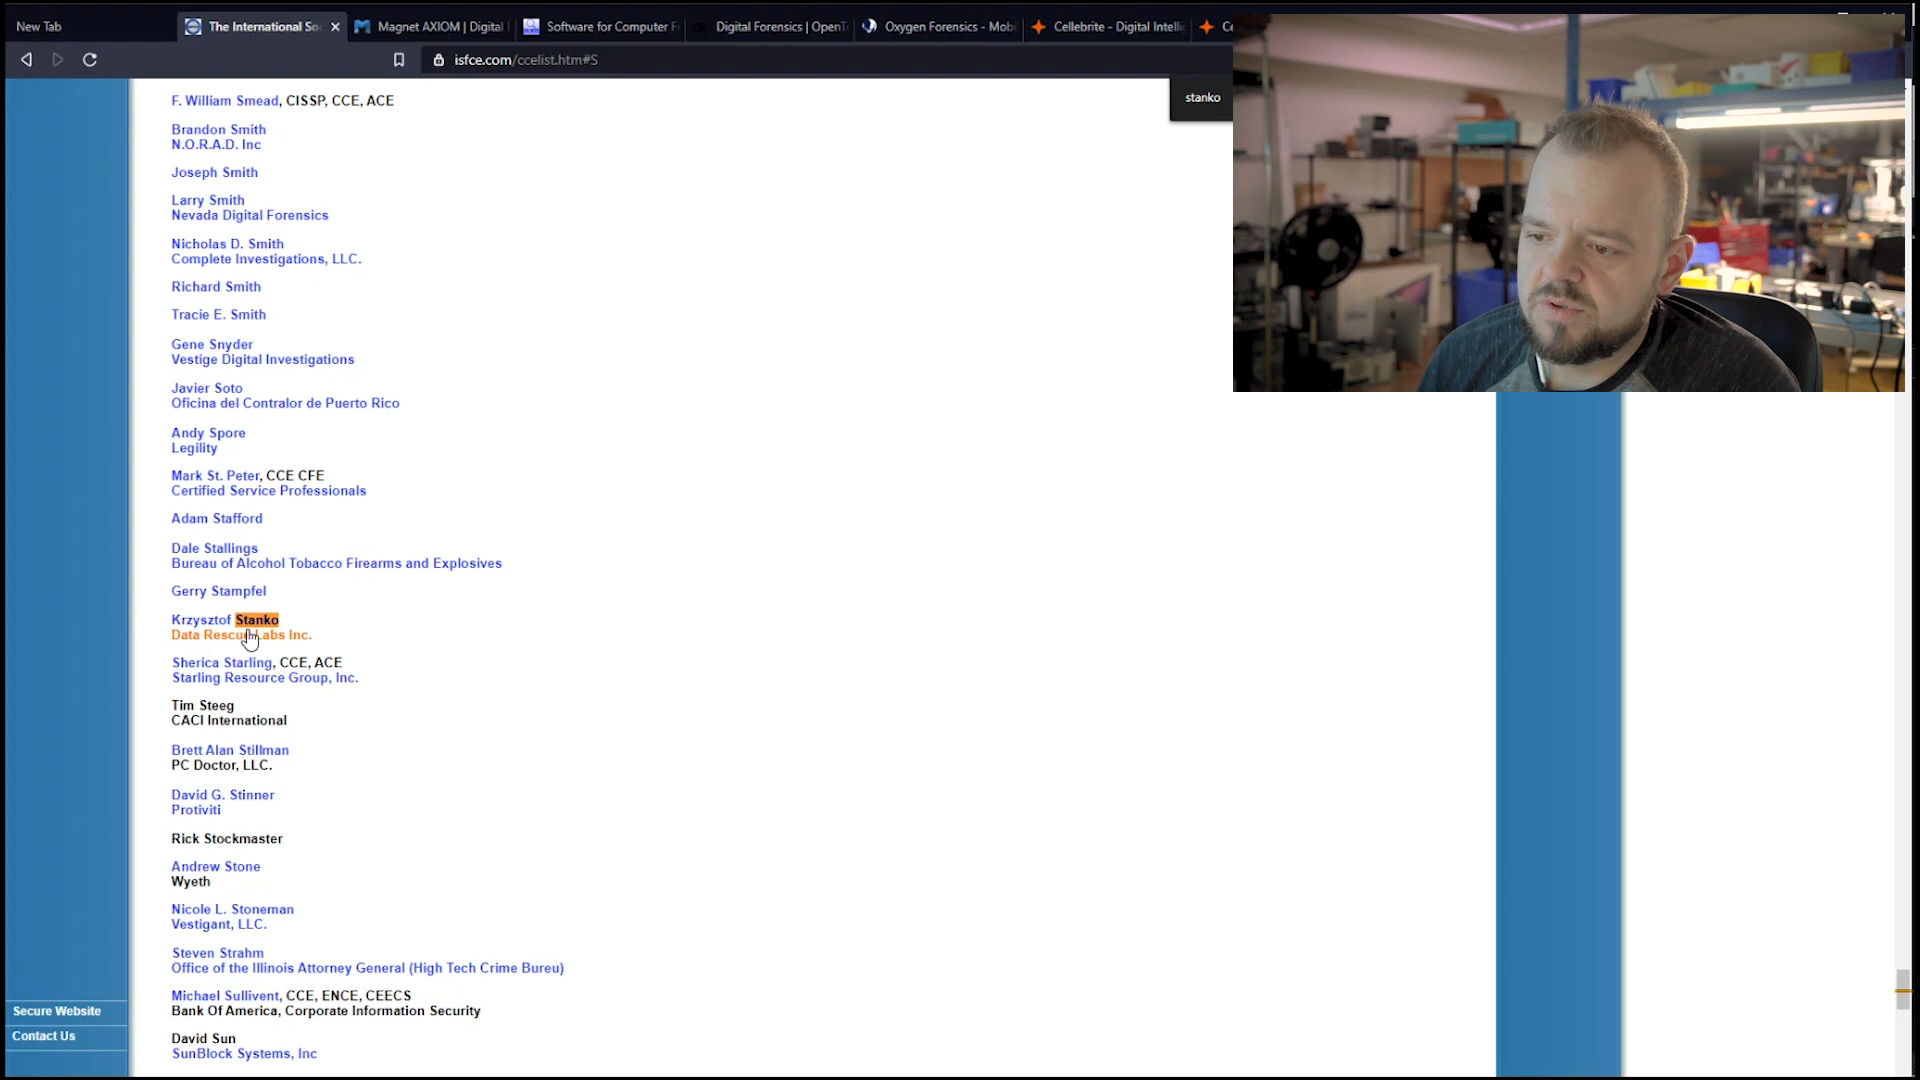 New Tab
The International So
Magnet AXIOM | Digital
Software for Computer F
Digital Forensics | OpenT
Oxygen Forensics - Mobi
Cellebrite - Digital Intelli
Ce
isfce.com/ccelist.htm#S
stanko
F. William Smead, CISSP, CCE, ACE
Brandon Smith
N.O.R.A.D. Inc
Joseph Smith
Larry Smith
Nevada Digital Forensics
Nicholas D. Smith
Complete Investigations, LLC.
Richard Smith
Tracie E. Smith
Gene Snyder
Vestige Digital Investigations
Javier Soto
Oficina del Contralor de Puerto Rico
Andy Spore
Legility
Mark St. Peter, CCE CFE
Certified Service Professionals
Adam Stafford
Dale Stallings
Bureau of Alcohol Tobacco Firearms and Explosives
Gerry Stampfel
Krzysztof Stanko
Data Rescue Labs Inc.
Sherica Starling, CCE, ACE
Starling Resource Group, Inc.
Tim Steeg
CACI International
Brett Alan Stillman
PC Doctor, LLC.
David G. Stinner
Protiviti
Rick Stockmaster
Andrew Stone
Wyeth
Nicole L. Stoneman
Vestigant, LLC.
Steven Strahm
Office of the Illinois Attorney General (High Tech Crime Bureu)
Michael Sullivent, CCE, ENCE, CEECS
Bank Of America, Corporate Information Security
David Sun
SunBlock Systems, Inc
Secure Website
Contact Us